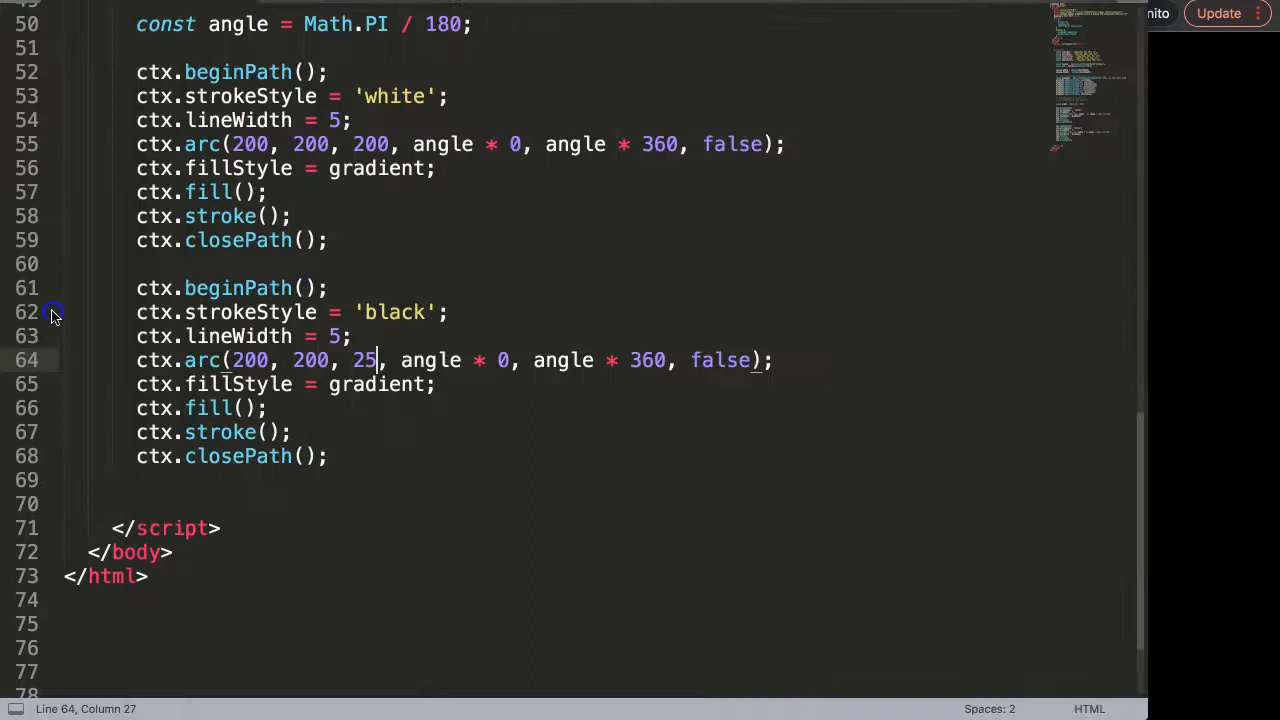 nito
Update
50 const angle = Math.PI / 180;
51
52 ctx.beginPath();
53 ctx.strokeStyle = 'white';
54 ctx.lineWidth = 5;
55 ctx.arc(200, 200, 200, angle * 0, angle * 360, false);
56 ctx.fillStyle = gradient;
57 ctx.fill();
58 ctx.stroke();
59 ctx.closePath();
60
61 ctx.beginPath();
62 ctx.strokeStyle = 'black';
63 ctx.lineWidth = 5;
64 ctx.arc(200, 200, 25, angle * 0, angle * 360, false);
65 ctx.fillStyle = gradient;
66 ctx.fill();
67 ctx.stroke();
68 ctx.closePath();
69
70
71 </script>
72 </body>
73 </html>
74
75
76
77
78
Line 64, Column 27
Spaces: 2
HTML